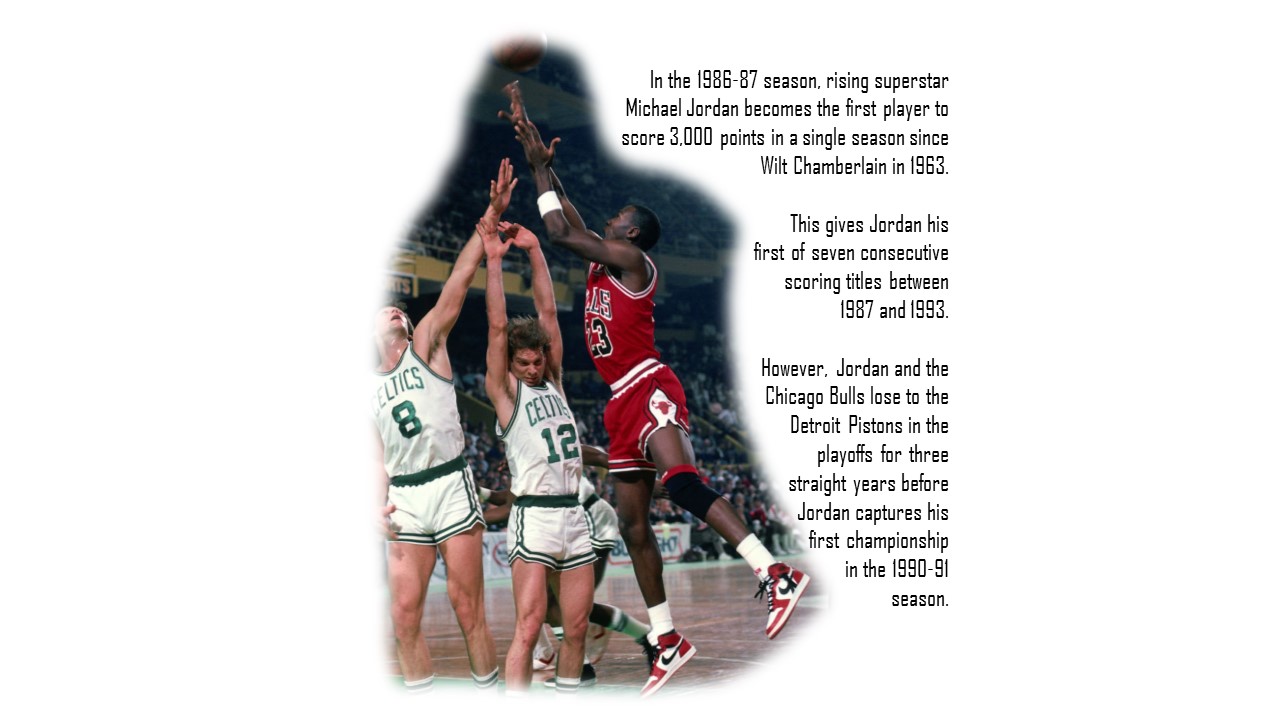 In the 1986-87 season, rising superstar
Michael Jordan becomes the first player to
score 3,000 points in a single season since
Wilt Chamberlain in 1963.
This gives Jordan his
first of seven consecutive
scoring titles between
1987 and 1993.
However, Jordan and the
Chicago Bulls lose to the
Detroit Pistons in the
playoffs for three
straight years before
Jordan captures his
first championship
in the 1990-91
season.
CELTICS
8
CELTICS
12
23